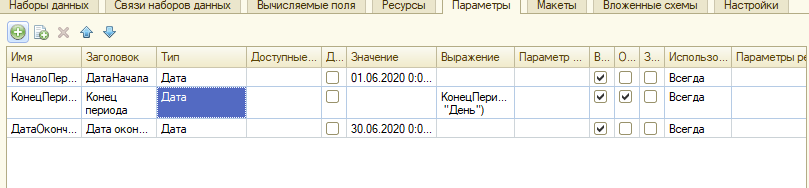 Наборы данных Связи наборов данных Вычисляемые поля Ресурсы Параметры Макеты Вложенные схемы Настройки
Имя Заголовок Тип Доступные... Д... Значение Выражение Параметр ... В... О... З... Использо... Параметры ре
НачалоПер... ДатаНачала Дата 01.06.2020 0:0... Всегда
КонецПери... Конец Дата КонецПери... Всегда
периода "День")
ДатаОконч... Дата окон... Дата 30.06.2020 0:0... Всегда